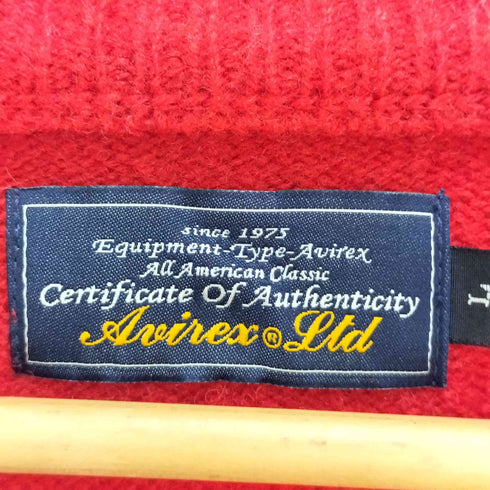 since 1975
Equipment-Type-Avirex
All American Classic
Certificate Of Authenticity
Avirex® Ltd
L